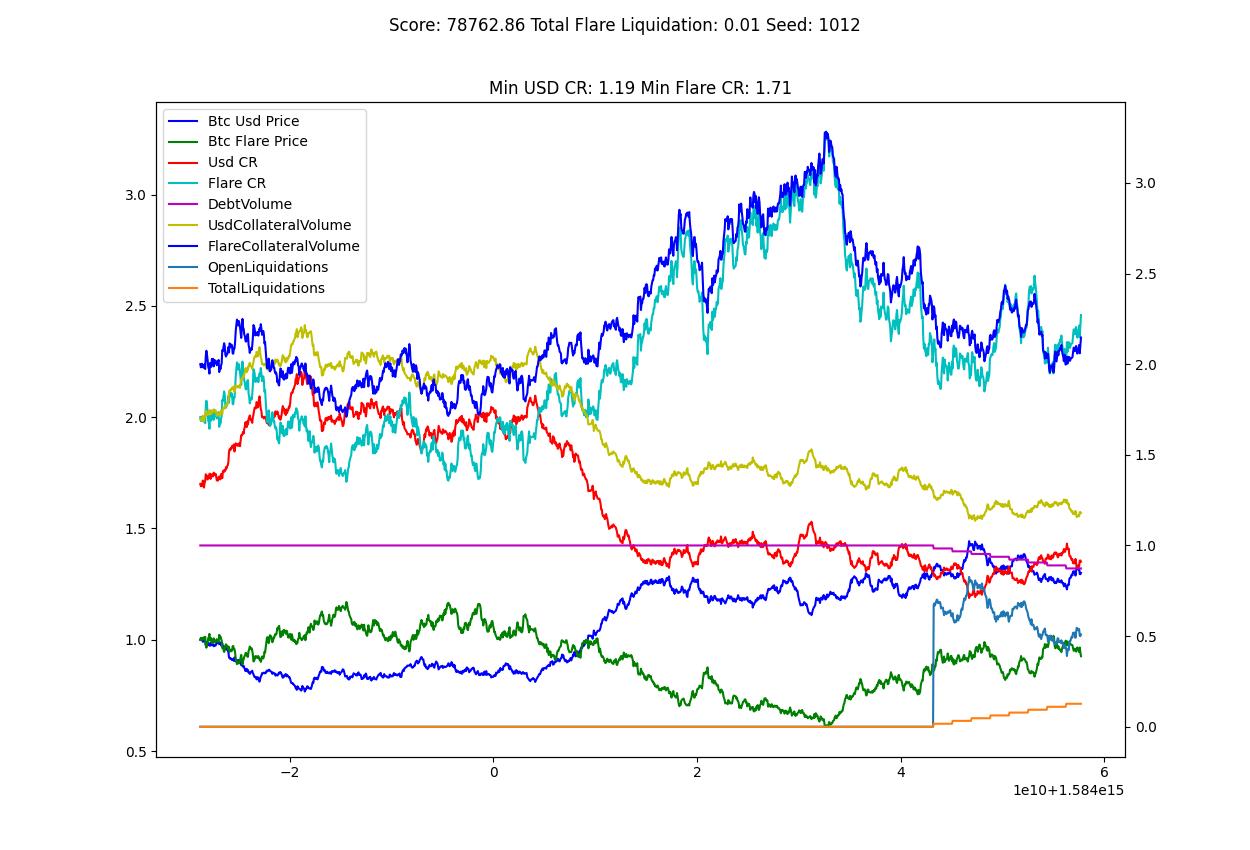 Score: 78762.86 Total Flare Liquidation: 0.01 Seed: 1012
Min USD CR: 1.19 Min Flare CR: 1.71
Btc Usd Price
Btc Flare Price
Usd CR
Flare CR
DebtVolume
UsdCollateralVolume
FlareCollateralVolume
OpenLiquidations
TotalLiquidations
3.0
2.5
2.0
1.5
1.0
0.5
3.0
2.5
2.0
1.5
1.0
0.5
0.0
−2
0
2
4
6
1e10+1.584e15